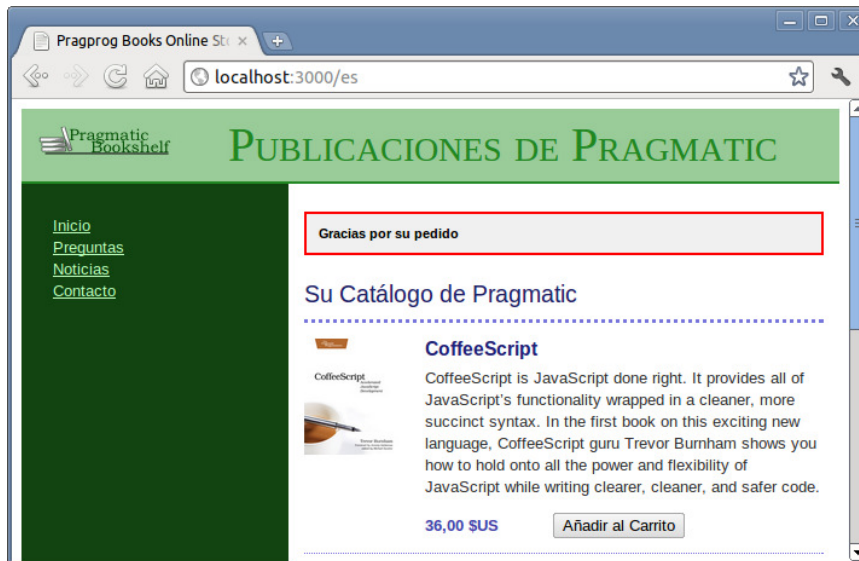 Pragprog Books Online Sto
localhost:3000/es
Pragmatic
Bookshelf
PUBLICACIONES DE PRAGMATIC
Inicio
Preguntas
Noticias
Contacto
Gracias por su pedido
Su Catálogo de Pragmatic
CoffeeScript
CoffeeScript
CoffeeScript is JavaScript done right. It provides all of
JavaScript's functionality wrapped in a cleaner, more
succinct syntax. In the first book on this exciting new
language, CoffeeScript guru Trevor Burnham shows you
how to hold onto all the power and flexibility of
JavaScript while writing clearer, cleaner, and safer code.
Trevor Burnham
36,00 $US
Añadir al Carrito